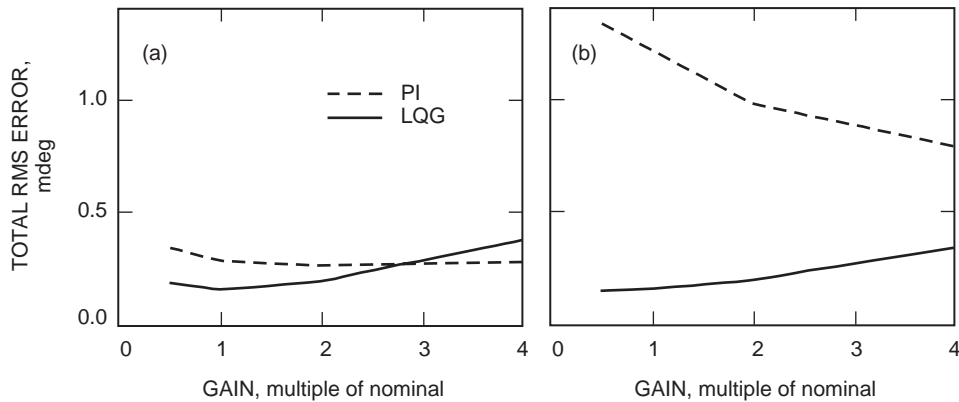 TOTAL RMS ERROR,
mdeg
1.0
0.5
0.0
(a)
PI
LQG
0 1 2 3 4
GAIN, multiple of nominal
(b)
0 1 2 3 4
GAIN, multiple of nominal